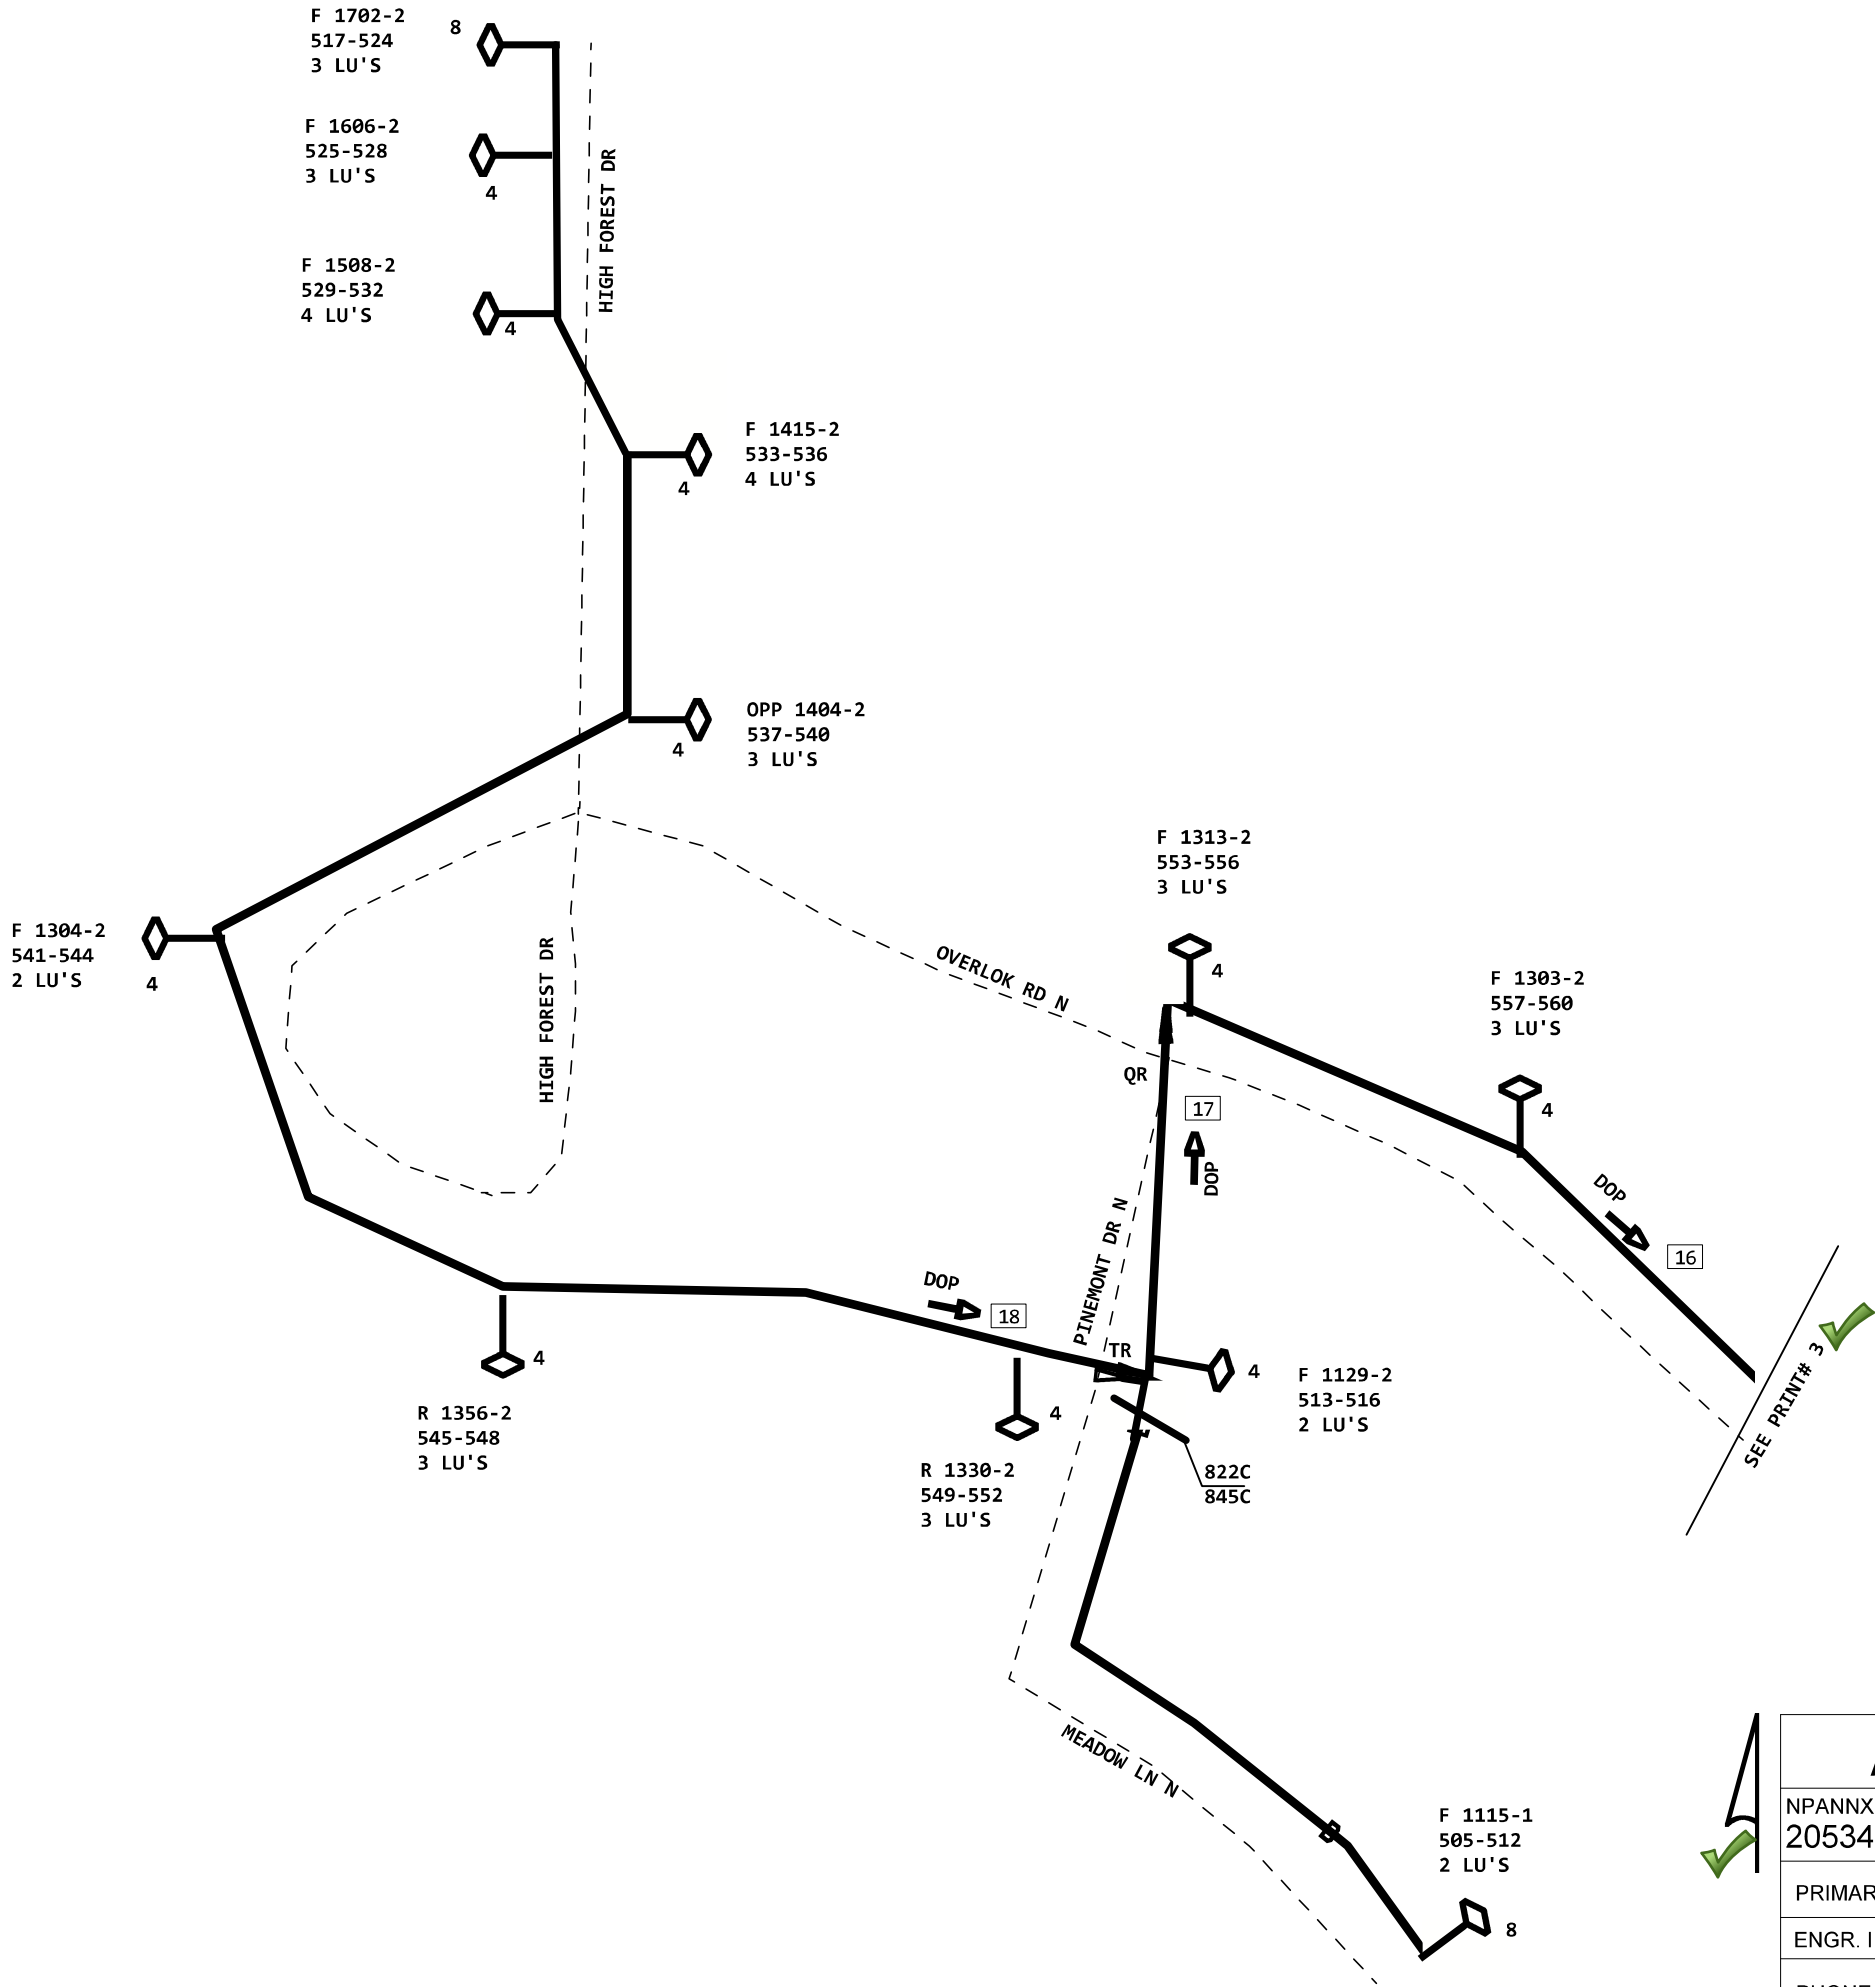 F 1702-2
517-524
3 LU'S
8
F 1606-2
525-528
3 LU'S
4
HIGH FOREST DR
F 1508-2
529-532
4 LU'S
4
F 1415-2
533-536
4 LU'S
4
OPP 1404-2
537-540
3 LU'S
4
F 1313-2
553-556
3 LU'S
4
F 1304-2
541-544
2 LU'S
4
HIGH FOREST DR
OVERLOK RD N
F 1303-2
557-560
3 LU'S
4
QR
17
DOP
PINEMONT DR N
DOP
16
DOP
18
TR
4
F 1129-2
513-516
2 LU'S
SEE PRINT# 3
4
R 1356-2
545-548
3 LU'S
4
R 1330-2
549-552
3 LU'S
822C
845C
MEADOW LN N
F 1115-1
505-512
2 LU'S
8
NPANNX
20534
PRIMAR
ENGR. I